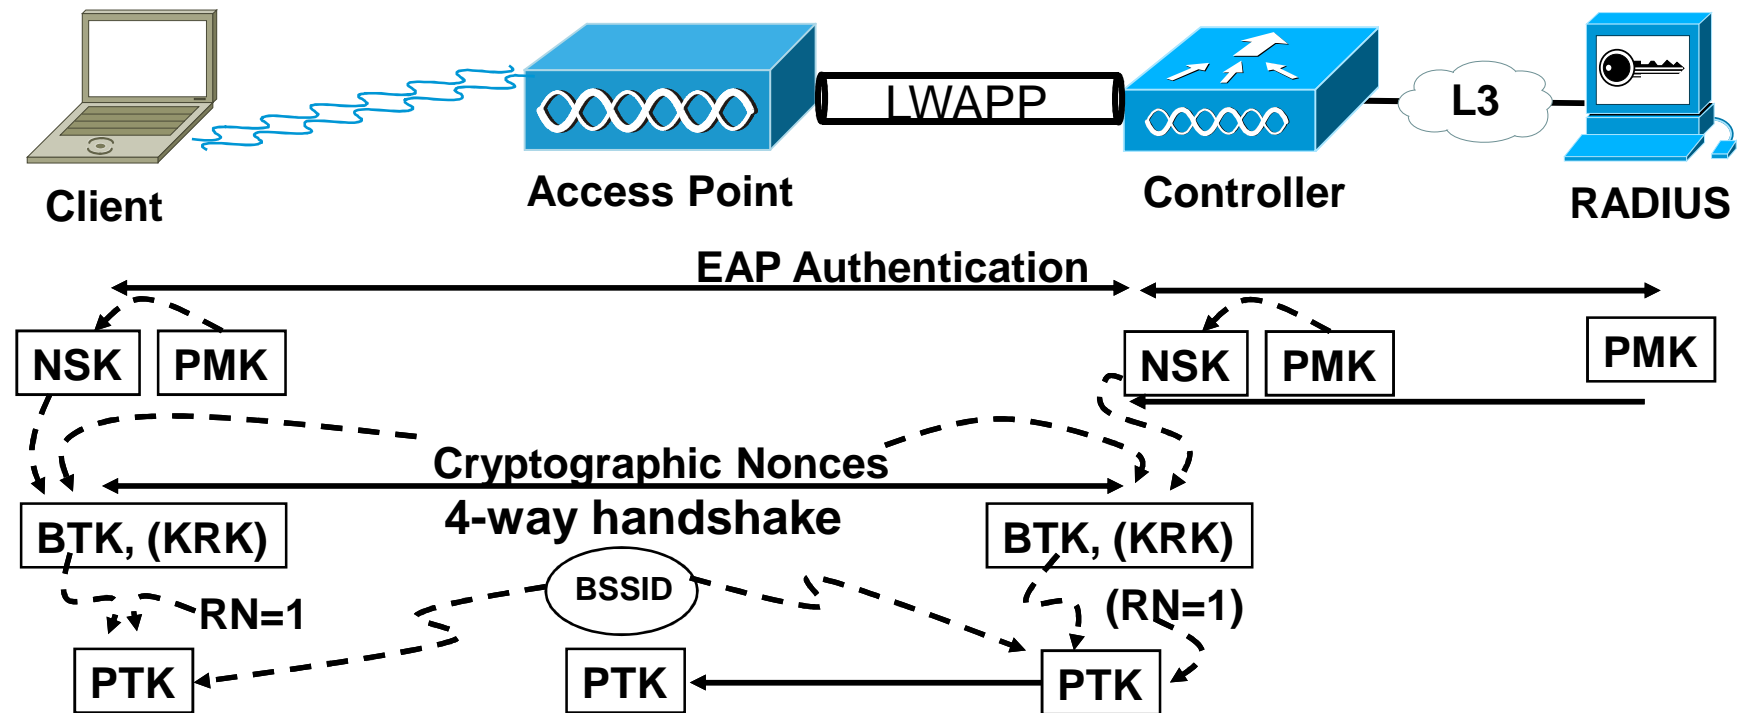 LWAPP
L3
Client
Access Point
Controller
RADIUS
EAP Authentication
NSK
PMK
NSK
PMK
PMK
Cryptographic Nonces
4-way handshake
BTK, (KRK)
BTK, (KRK)
BSSID
RN=1
(RN=1)
PTK
PTK
PTK